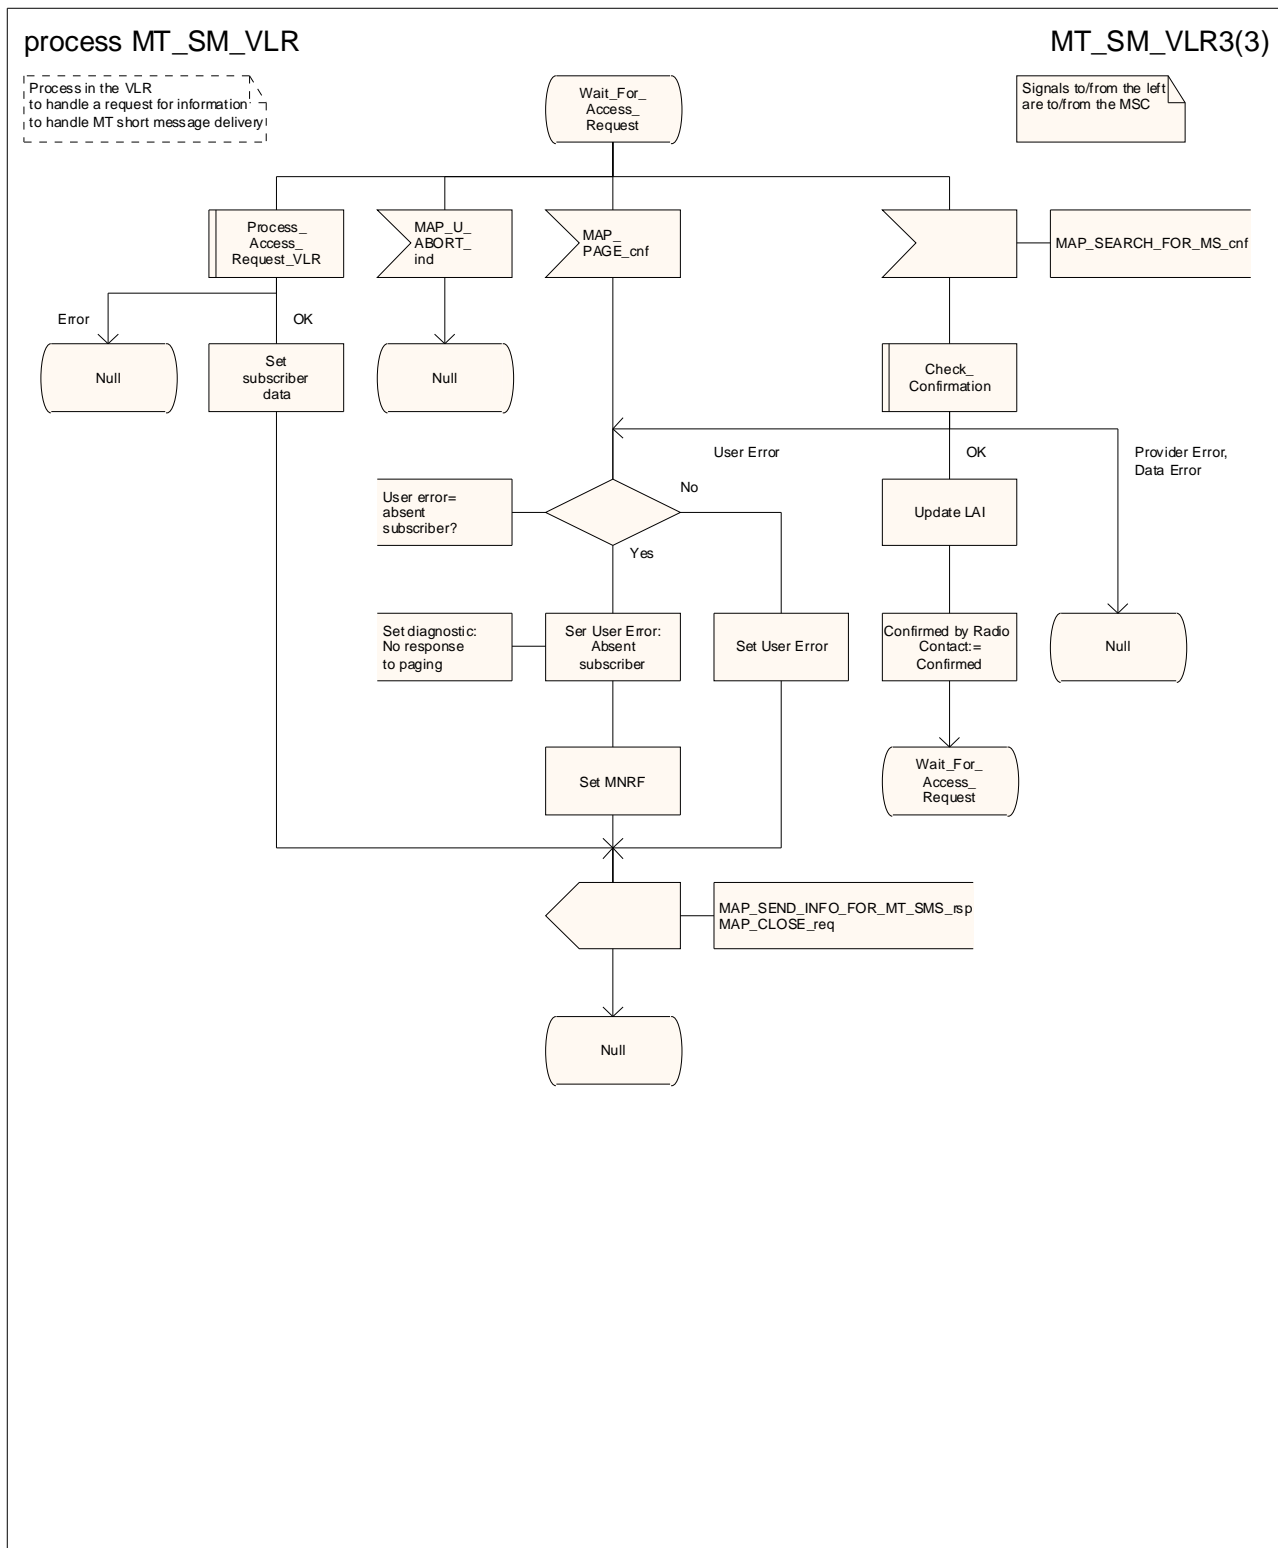 process MT_SM_VLR
MT_SM_VLR3(3)
Process in the VLR
to handle a request for information
to handle MT short message delivery
Wait_For_
Access_
Request
Signals to/from the left
are to/from the MSC
Process_
Access_
Request_VLR
MAP_U_
ABORT_
ind
MAP_
PAGE_cnf
MAP_SEARCH_FOR_MS_cnf
Error
OK
Null
Set
subscriber
data
Null
Check_
Confirmation
User Error
OK
Provider Error,
Data Error
User error=
absent
subscriber?
No
Yes
Update LAI
Set diagnostic:
No response
to paging
Ser User Error:
Absent
subscriber
Set User Error
Confirmed by Radio
Contact:=
Confirmed
Null
Set MNRF
Wait_For_
Access_
Request
MAP_SEND_INFO_FOR_MT_SMS_rsp
MAP_CLOSE_req
Null